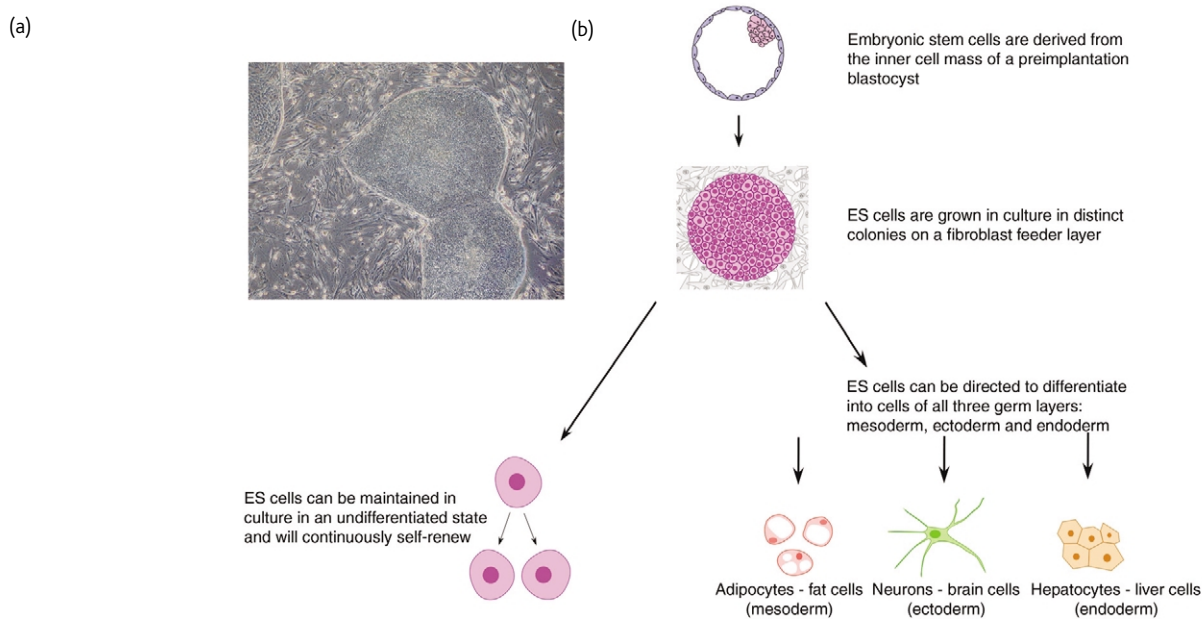 (a)
(b)
Embryonic stem cells are derived from
the inner cell mass of a preimplantation
blastocyst
ES cells are grown in culture in distinct
colonies on a fibroblast feeder layer
ES cells can be directed to differentiate
into cells of all three germ layers:
mesoderm, ectoderm and endoderm
ES cells can be maintained in
culture in an undifferentiated state
and will continuously self-renew
Adipocytes - fat cells
(mesoderm)
Neurons - brain cells
(ectoderm)
Hepatocytes - liver cells
(endoderm)